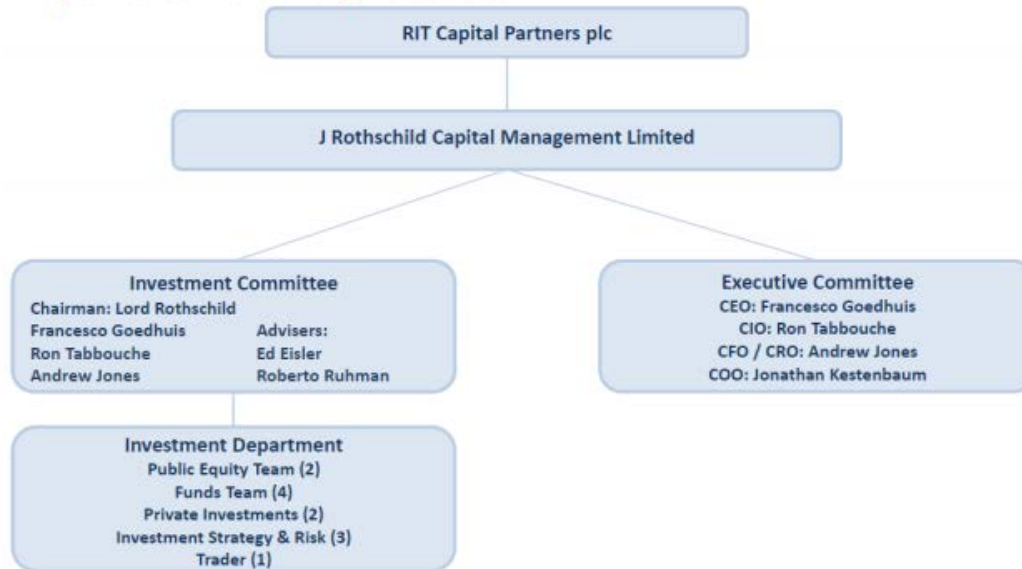 RIT Capital Partners plc
J Rothschild Capital Management Limited
Investment Committee
Chairman: Lord Rothschild
Francesco Goedhuis Advisers:
Ron Tabbouche Ed Eisler
Andrew Jones Roberto Ruhman
Executive Committee
CEO: Francesco Goedhuis
CIO: Ron Tabbouche
CFO / CRO: Andrew Jones
COO: Jonathan Kestenbaum
Investment Department
Public Equity Team (2)
Funds Team (4)
Private Investments (2)
Investment Strategy & Risk (3)
Trader (1)